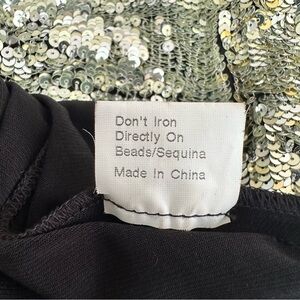 Don't Iron
Directly On
Beads/Sequina
Made In China